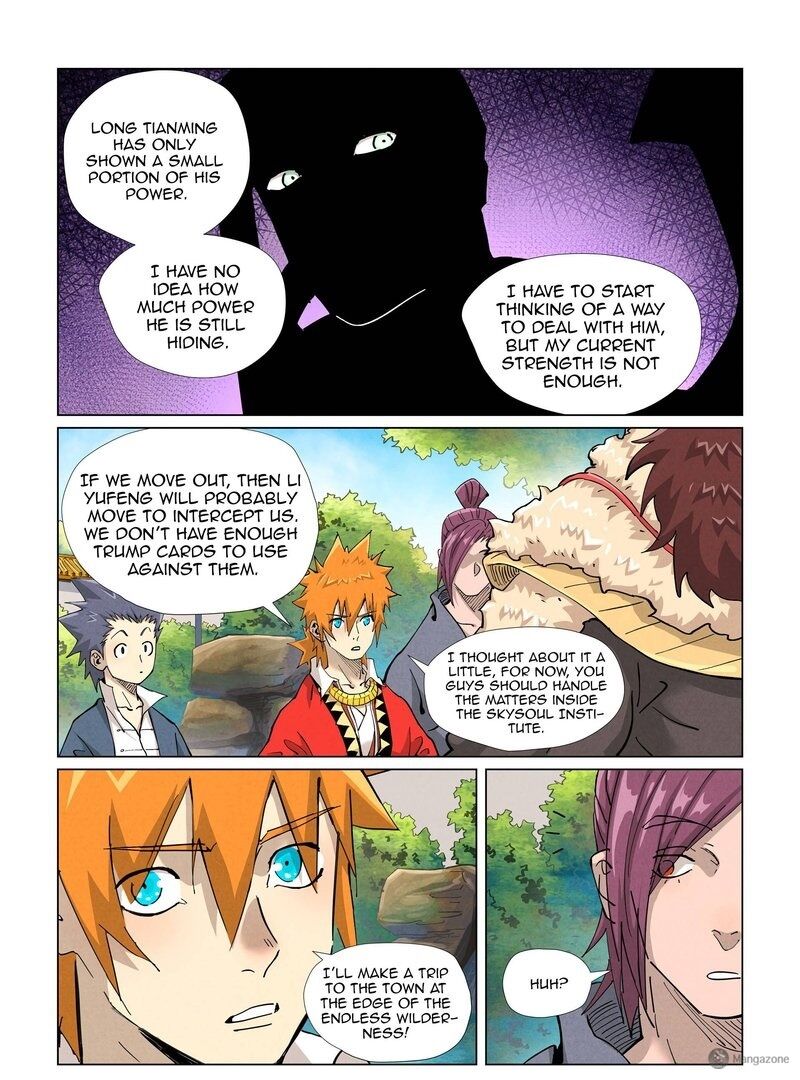 LONG TIANMING
HAS ONLY
SHOWN A SMALL
PORTION OF HIS
POWER.
I HAVE NO
IDEA HOW
MUCH POWER
HE IS STILL
HIDING.
I HAVE TO START
THINKING OF A WAY
TO DEAL WITH HIM,
BUT MY CURRENT
STRENGTH IS NOT
ENOUGH.
IF WE MOVE OUT, THEN LI
YUFENG WILL PROBABLY
MOVE TO INTERCEPT US.
WE DON'T HAVE ENOUGH
TRUMP CARDS TO USE
AGAINST THEM.
I THOUGHT ABOUT IT A
LITTLE, FOR NOW, YOU
GUYS SHOULD HANDLE
THE MATTERS INSIDE
THE SKYSOUL INSTI-
TUTE.
I'LL MAKE A TRIP
TO THE TOWN AT
THE EDGE OF THE
ENDLESS WILDER-
NESS!
HUH?
Mangazone